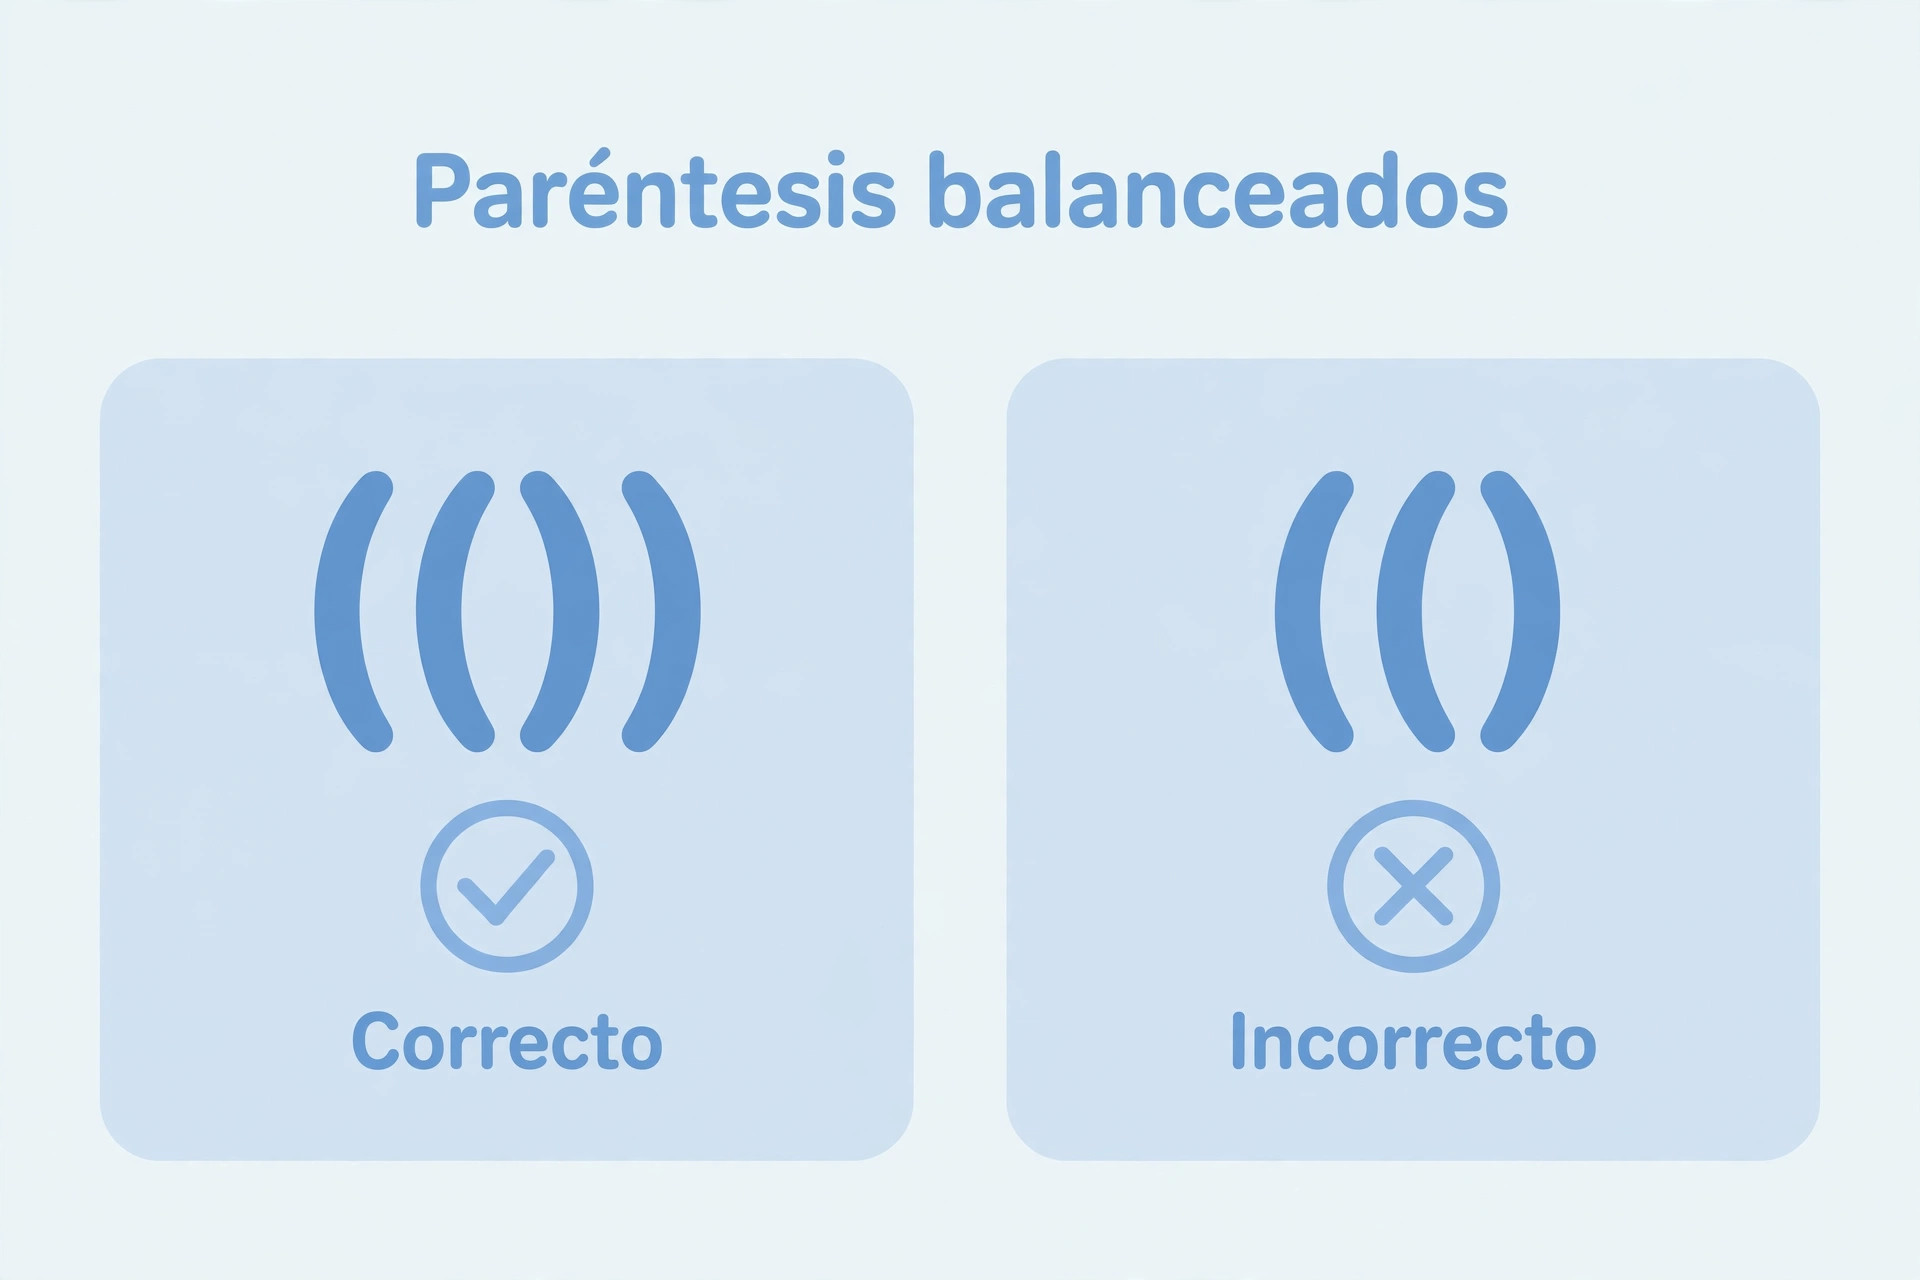 Paréntesis balanceados
(())
(()
Correcto
Incorrecto